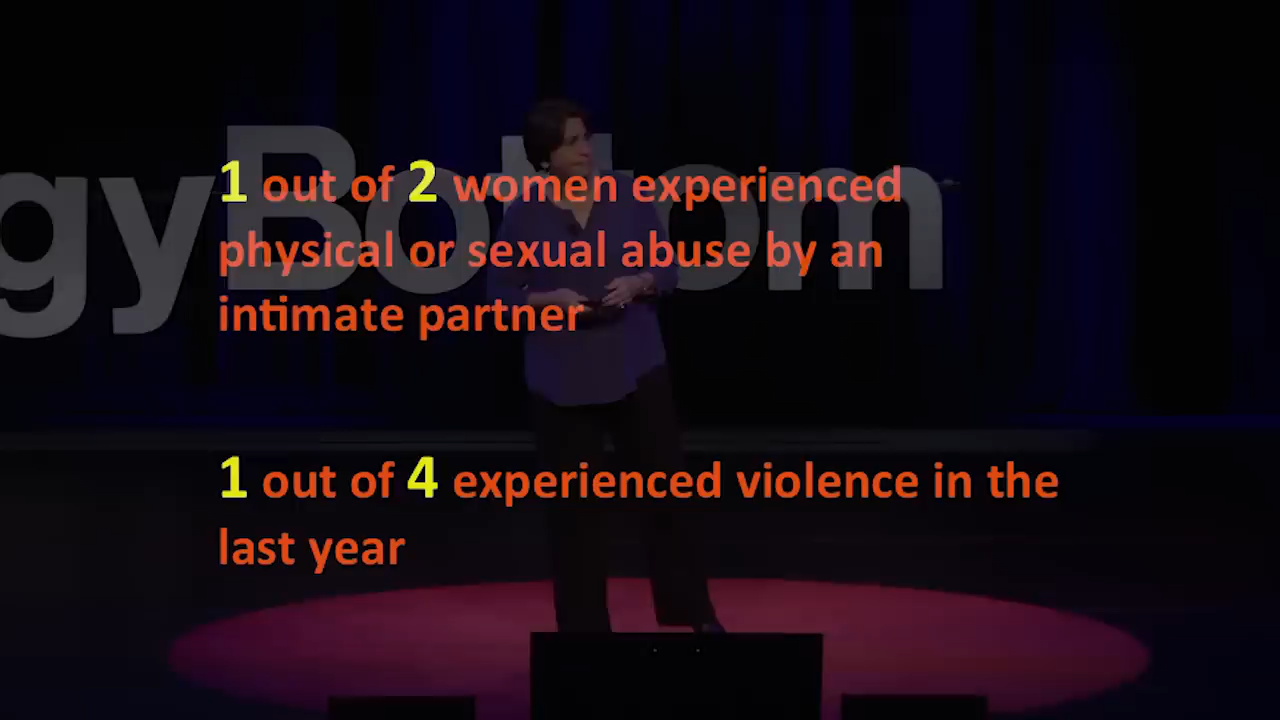 gyBottom
1 out of 2 women experienced
physical or sexual abuse by an
intimate partner
1 out of 4 experienced violence in the
last year